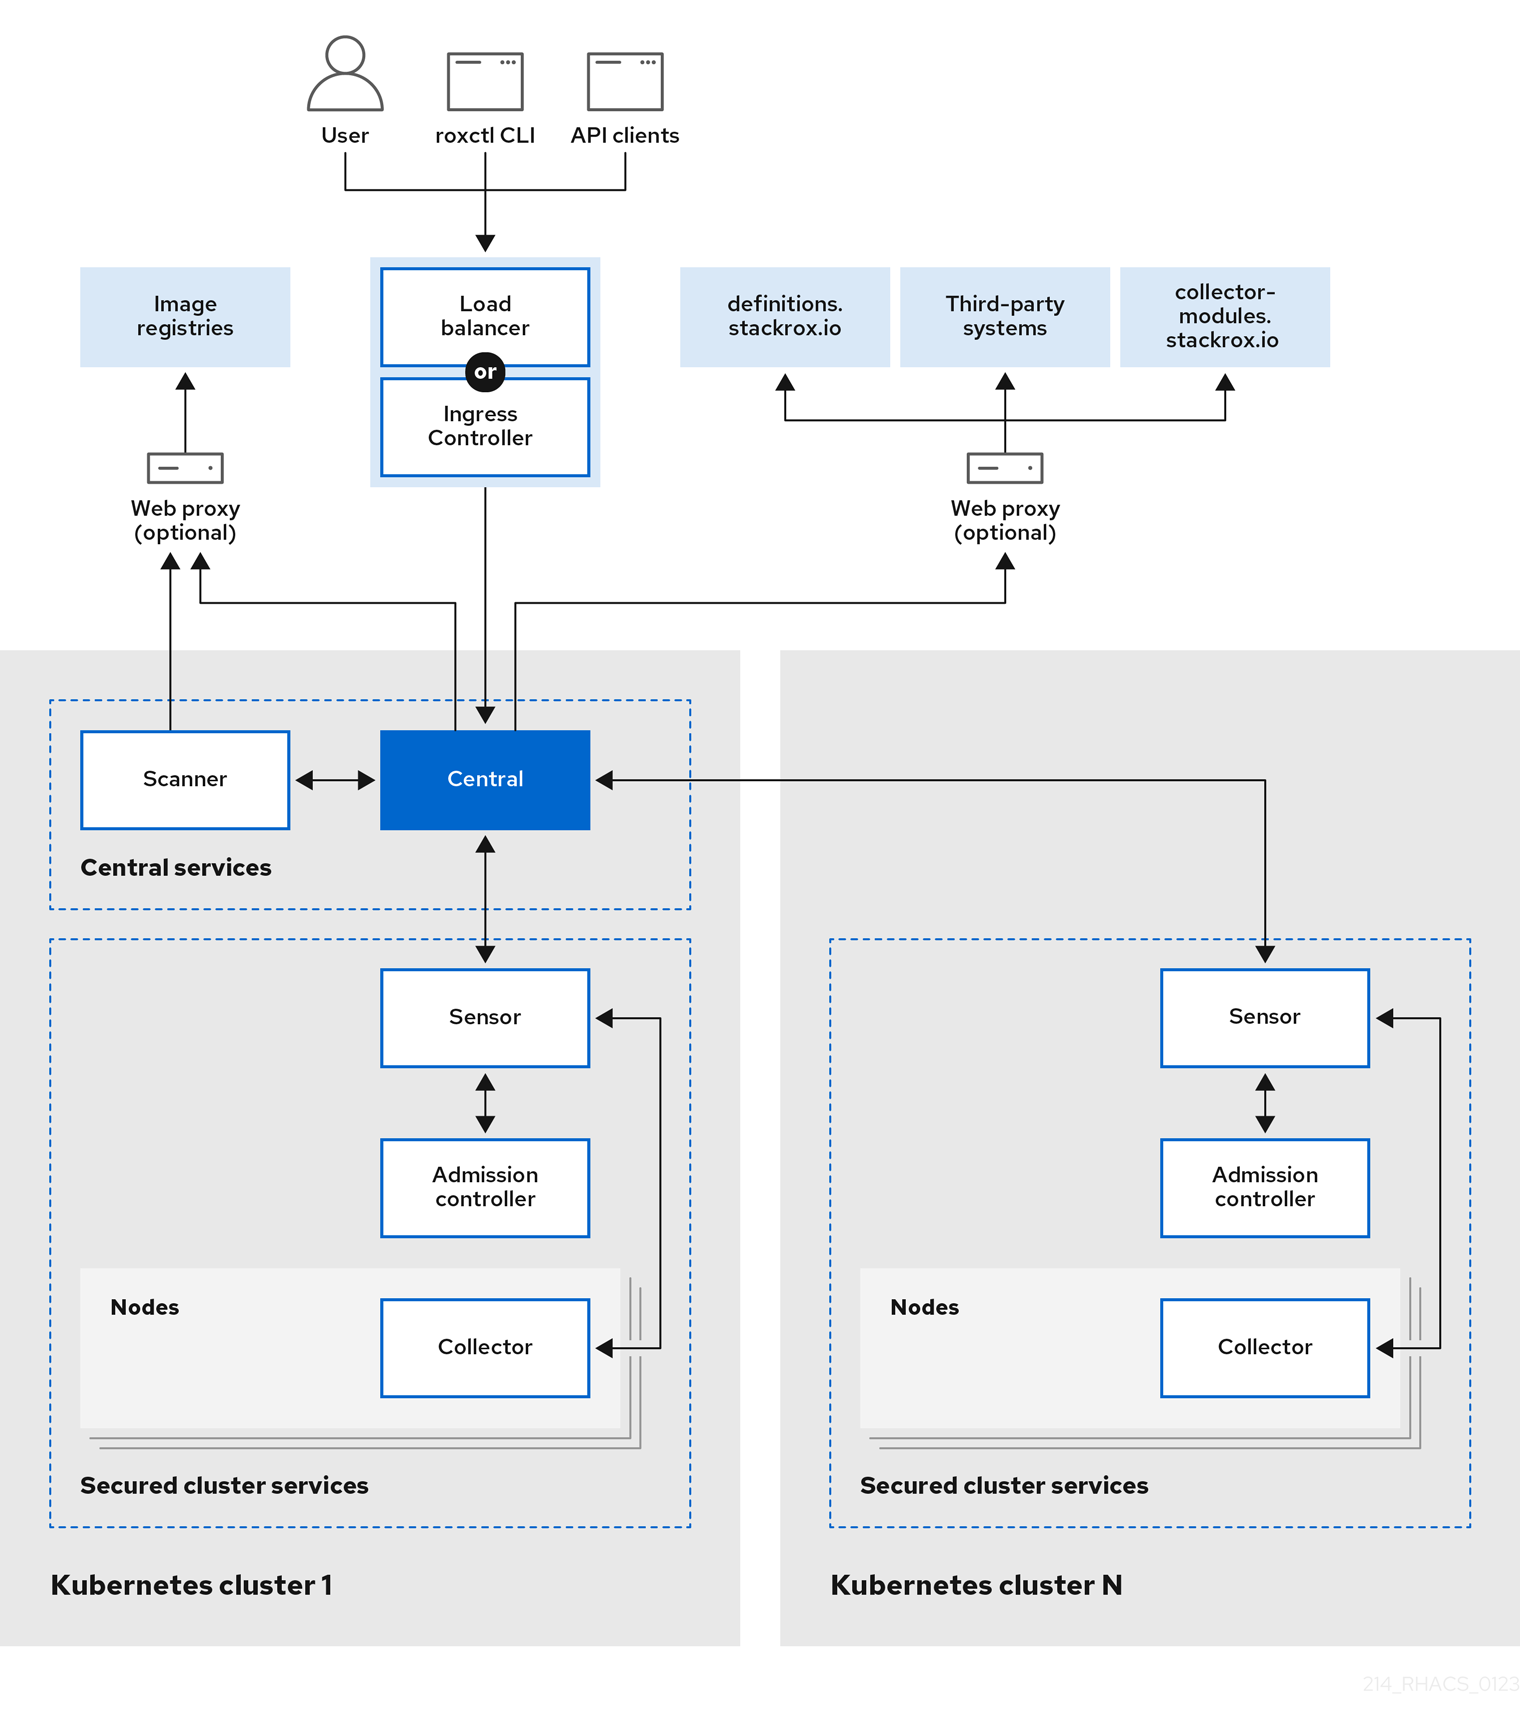 User
roxctl CLI
API clients
Image
registries
Load
balancer
or
Ingress
Controller
definitions.
stackrox.io
Third-party
systems
collector-
modules.
stackrox.io
Web proxy
(optional)
Web proxy
(optional)
Scanner
Central
Central services
Sensor
Admission
controller
Nodes
Collector
Secured cluster services
Kubernetes cluster 1
Sensor
Admission
controller
Nodes
Collector
Secured cluster services
Kubernetes cluster N
214_RHACS_0123